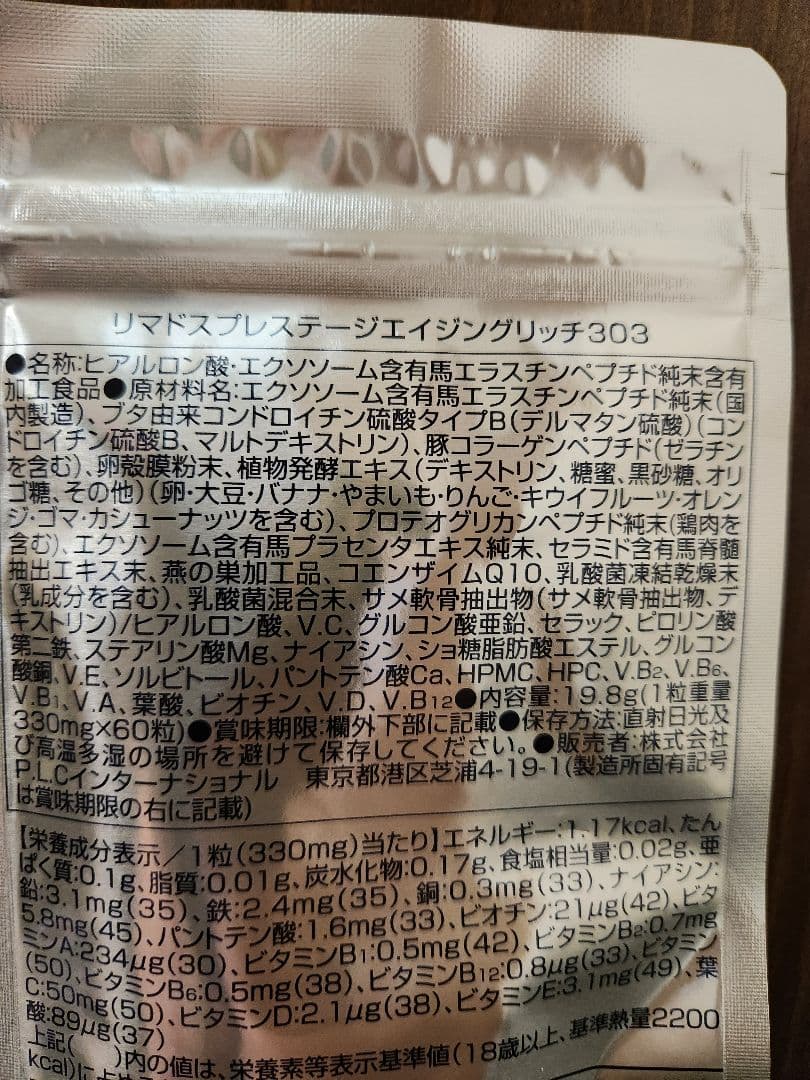 リマドスプレステージエイジングリッチ303
●名称:ヒアルロン酸・エクソソーム含有馬エラスチンペプチド純末含有
加工食品●原材料名:エクソソーム含有馬エラスチンペプチド純末(国
内製造)、ブタ由来コンドロイチン硫酸タイプB(デルマタン硫酸)(コン
ドロイチン硫酸B、マルトデキストリン)、豚コラーゲンペプチド(ゼラチン
を含む)、卵殻膜粉末、植物発酵エキス(デキストリン、糖蜜、黒砂糖、オリ
ゴ糖、その他)(卵・大豆・バナナ・やまいも・りんご・キウイフルーツ・オレン
ジ・ゴマ・カシューナッツを含む)、プロテオグリカンペプチド純末(鶏肉を
含む)、エクソソーム含有馬プラセンタエキス純末、セラミド含有馬脊髄
抽出エキス末、燕の巣加工品、コエンザイムQ10、乳酸菌凍結乾燥末
(乳成分を含む)、乳酸菌混合末、サメ軟骨抽出物(サメ軟骨抽出物、デ
キストリン)/ヒアルロン酸、V.C、グルコン酸亜鉛、セラック、ピロリン酸
第二鉄、ステアリン酸Mg、ナイアシン、ショ糖脂肪酸エステル、グルコン
酸銅、V.E、ソルビトール、パントテン酸Ca、HPMC、HPC、V.B2、V.B6、
V.B1、V.A、葉酸、ビオチン、V.D、V.B12●内容量:19.8g(1粒重量
330mg×60粒)●賞味期限:欄外下部に記載●保存方法:直射日光及
び高温多湿の場所を避けて保存してください。●販売者:株式会社
P.L.Cインターナショナル 東京都港区芝浦4-19-1(製造所固有記号
は賞味期限の右に記載)
【栄養成分表示／1粒(330mg)当たり】エネルギー:1.17kcal、たん
ぱく質:0.1g、脂質:0.01g、炭水化物:0.17g、食塩相当量:0.02g、亜
鉛:3.1mg(35)、鉄:2.4mg(35)、銅:0.3mg(33)、ナイアシン:
5.8mg(45)、パントテン酸:1.6mg(33)、ビオチン:21μg(42)、ビタ
ミンA:234μg(30)、ビタミンB1:0.5mg(42)、ビタミンB2:0.7mg
(50)、ビタミンB6:0.5mg(38)、ビタミンB12:0.8μg(33)、ビタミン
C:50mg(50)、ビタミンD:2.1μg(38)、ビタミンE:3.1mg(49)、葉
酸:89μg(37)
上記( )内の値は、栄養素等表示基準値(18歳以上、基準熱量2200
kcal)に